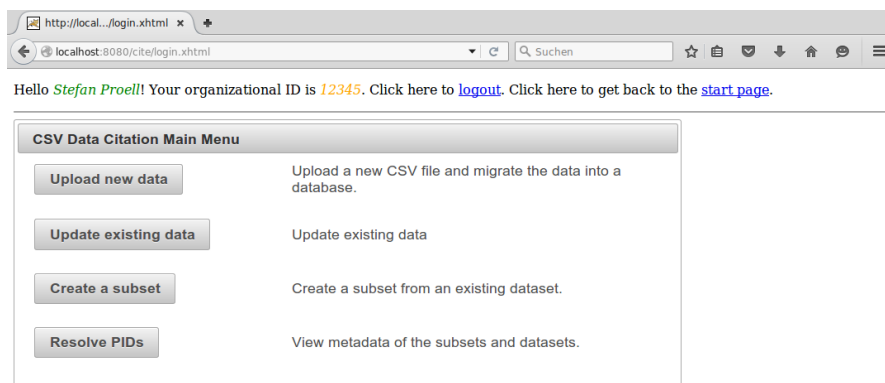 http://local.../login.xhtml
localhost:8080/cite/login.xhtml
Suchen
Hello Stefan Proell! Your organizational ID is 12345. Click here to logout. Click here to get back to the start page.
CSV Data Citation Main Menu
Upload new data
Upload a new CSV file and migrate the data into a
database.
Update existing data
Update existing data
Create a subset
Create a subset from an existing dataset.
Resolve PIDs
View metadata of the subsets and datasets.